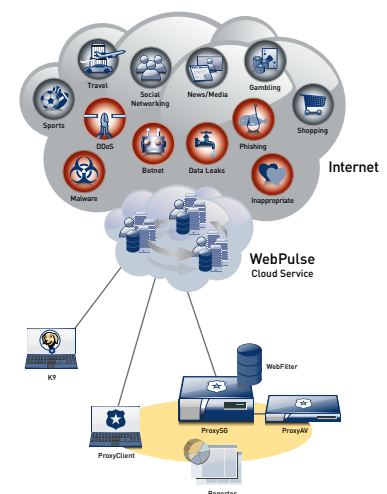 Travel
Social
Networking
News/Media
Gambling
Sports
Shopping
DDoS
Botnet
Data Leaks
Phishing
Malware
Inappropriate
Internet
WebPulse
Cloud Service
K9
WebFilter
ProxySG
ProxyAV
ProxyClient
Reporter